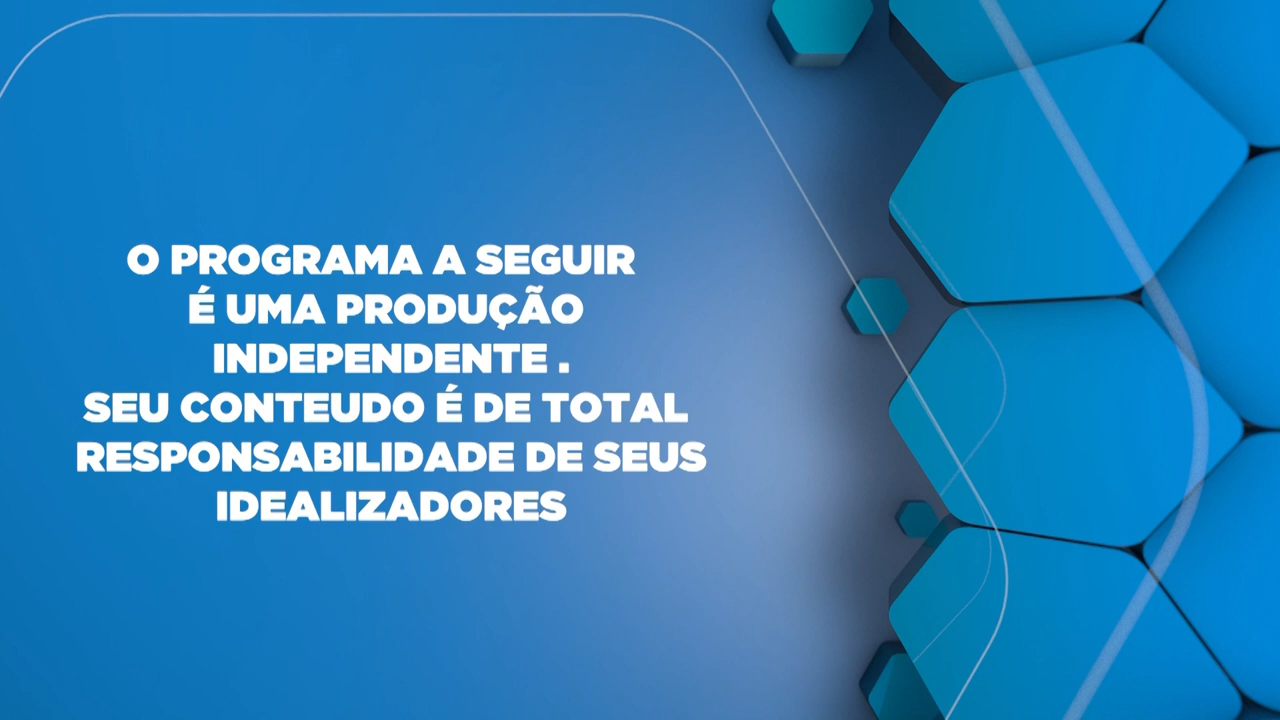 O PROGRAMA A SEGUIR
É UMA PRODUÇÃO
INDEPENDENTE .
SEU CONTEUDO É DE TOTAL
RESPONSABILIDADE DE SEUS
IDEALIZADORES